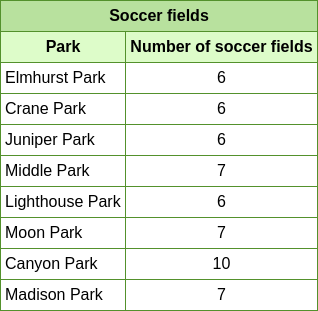 Soccer fields
Park Number of soccer fields
Elmhurst Park 6
Crane Park 6
Juniper Park 6
Middle Park 7
Lighthouse Park 6
Moon Park 7
Canyon Park 10
Madison Park 7